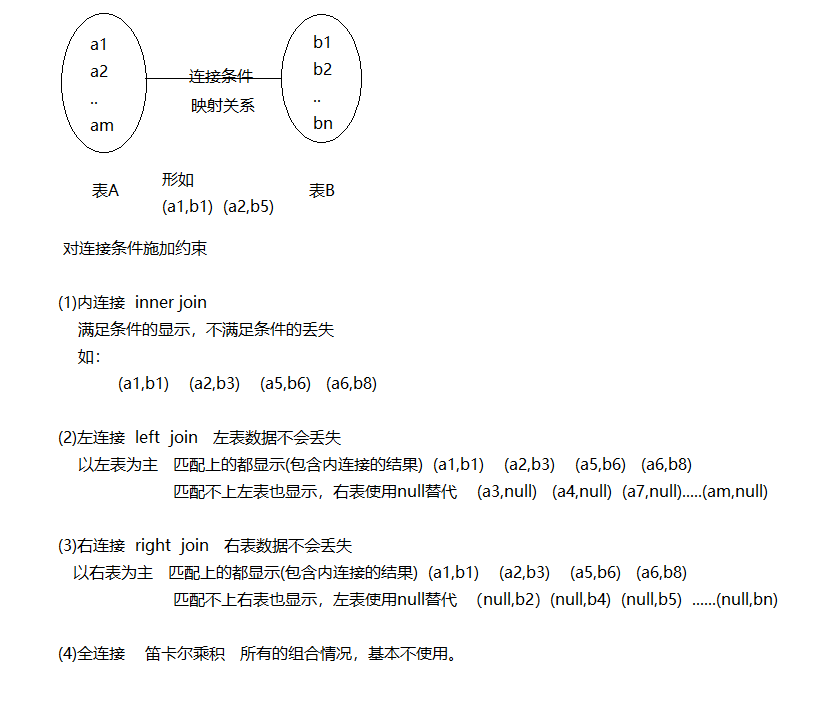 a1
a2
..
am
连接条件
映射关系
b1
b2
..
bn
表A
形如
(a1,b1) (a2,b5)
表B
对连接条件施加约束
(1)内连接 inner join
满足条件的显示，不满足条件的丢失
如：
(a1,b1) (a2,b3) (a5,b6) (a6,b8)
(2)左连接 left join 左表数据不会丢失
以左表为主 匹配上的都显示(包含内连接的结果) (a1,b1) (a2,b3) (a5,b6) (a6,b8)
匹配不上左表也显示，右表使用null替代 (a3,null) (a4,null) (a7,null).....(am,null)
(3)右连接 right join 右表数据不会丢失
以右表为主 匹配上的都显示(包含内连接的结果) (a1,b1) (a2,b3) (a5,b6) (a6,b8)
匹配不上右表也显示，左表使用null替代 （null,b2）(null,b4) (null,b5) ......(null,bn)
(4)全连接 笛卡尔乘积 所有的组合情况，基本不使用。